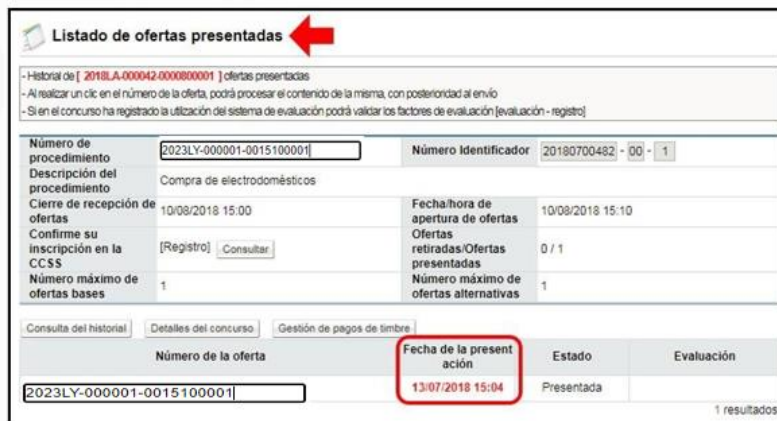 Listado de ofertas presentadas
- Historial de [ 2018LA-000042-0000800001 ] ofertas presentadas
- Al realizar un clic en el número de la oferta, podrá procesar el contenido de la misma, con posterioridad al envío
- Si en el concurso ha registrado la utilización del sistema de evaluación podrá validar los factores de evaluación [evaluación - registro]
Número de procedimiento 2023LY-000001-0015100001 Número Identificador 20180700482 - 00 - 1
Descripción del procedimiento Compra de electrodomésticos
Cierre de recepción de ofertas 10/08/2018 15:00 Fecha/hora de apertura de ofertas 10/08/2018 15:10
Confirme su inscripción en la CCSS [Registro] Consultar Ofertas retiradas/Ofertas presentadas 0 / 1
Número máximo de ofertas bases 1 Número máximo de ofertas alternativas 1
Consulta del historial Detalles del concurso Gestión de pagos de timbre
Número de la oferta Fecha de la present ación Estado Evaluación
2023LY-000001-0015100001 13/07/2018 15:04 Presentada
1 resultados